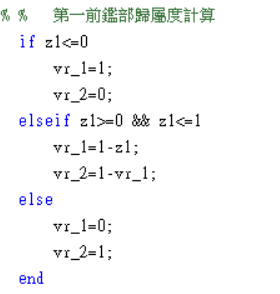 % %   第一前鑑部歸屬度計算
if z1<=0
vr_1=1;
vr_2=0;
elseif z1>=0 && z1<=1
vr_1=1-z1;
vr_2=1-vr_1;
else
vr_1=0;
vr_2=1;
end